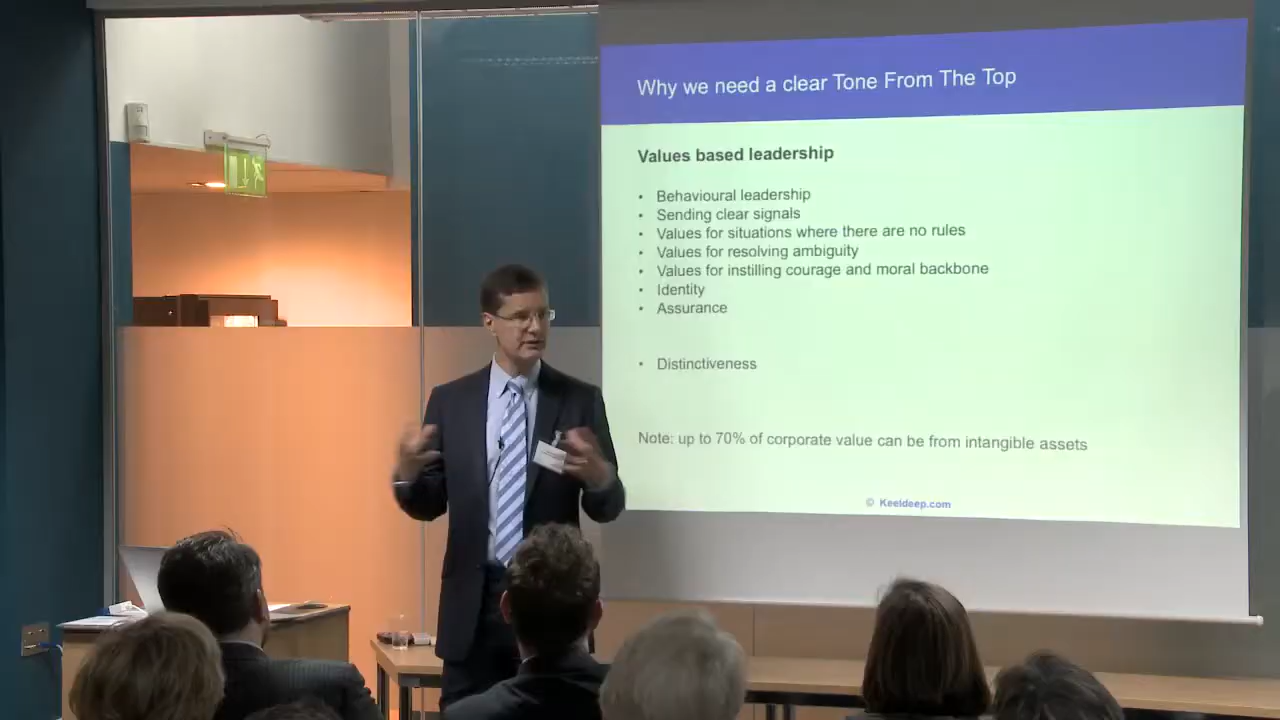 Why we need a clear Tone From The Top
Values based leadership
• Behavioural leadership
• Sending clear signals
• Values for situations where there are no rules
• Values for resolving ambiguity
• Values for instilling courage and moral backbone
• Identity
• Assurance
• Distinctiveness
Note: up to 70% of corporate value can be from intangible assets
© Keeldeep.com